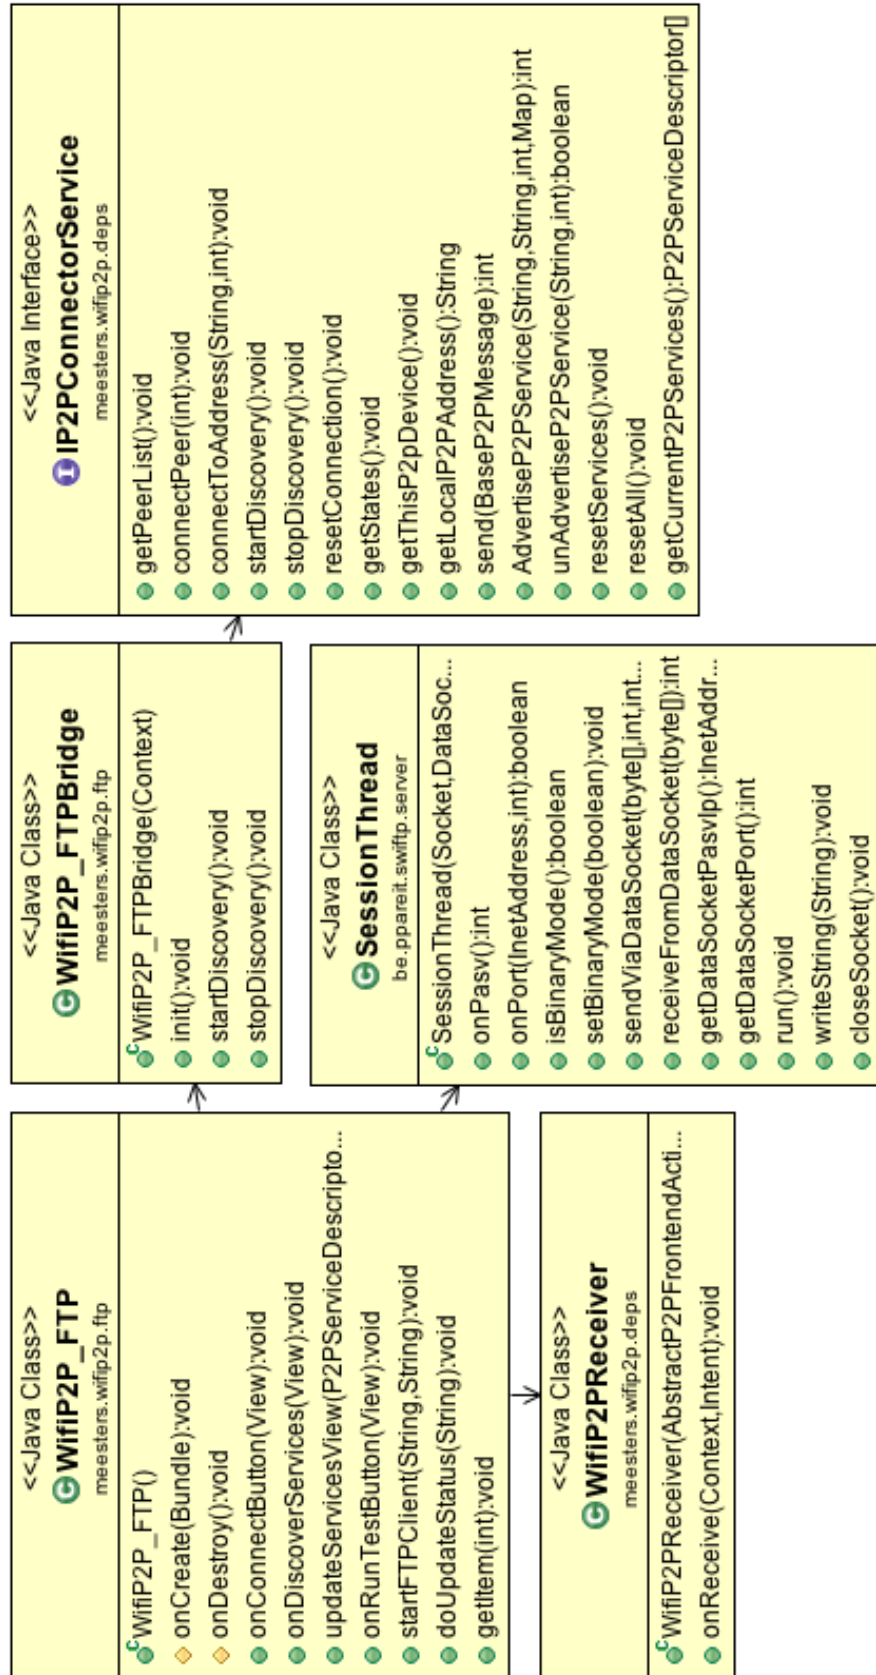 <<Java Class>>
WifiP2P_FTP
meesters.wifip2p.ftp
WifiP2P_FTP()
onCreate(Bundle):void
onDestroy():void
onConnectButton(View):void
onDiscoverServices(View):void
updateServicesView(P2PServiceDescripto...
onRunTestButton(View):void
startFTPClient(String,String):void
doUpdateStatus(String):void
getItem(int):void
<<Java Class>>
WifiP2P_FTPBridge
meesters.wifip2p.ftp
WifiP2P_FTPBridge(Context)
init():void
startDiscovery():void
stopDiscovery():void
<<Java Interface>>
IP2PConnectorService
meesters.wifip2p.deps
getPeerList():void
connectPeer(int):void
connectToAddress(String,int):void
startDiscovery():void
stopDiscovery():void
resetConnection():void
getStates():void
getThisP2pDevice():void
getLocalP2PAddress():String
send(BaseP2PMessage):int
AdvertiseP2PService(String,String,int,Map):int
unAdvertiseP2PService(String,int):boolean
resetServices():void
resetAll():void
getCurrentP2PServices():P2PServiceDescriptor[]
<<Java Class>>
WifiP2PReceiver
meesters.wifip2p.deps
WifiP2PReceiver(AbstractP2PFrontendActi...
onReceive(Context,Intent):void
<<Java Class>>
SessionThread
be.ppareit.swiftp.server
SessionThread(Socket,DataSoc...
onPasv():int
onPort(InetAddress,int):boolean
isBinaryMode():boolean
setBinaryMode(boolean):void
sendViaDataSocket(byte[],int,int...
receiveFromDataSocket(byte[]):int
getDataSocketPasvIp():InetAddr...
getDataSocketPort():int
run():void
writeString(String):void
closeSocket():void